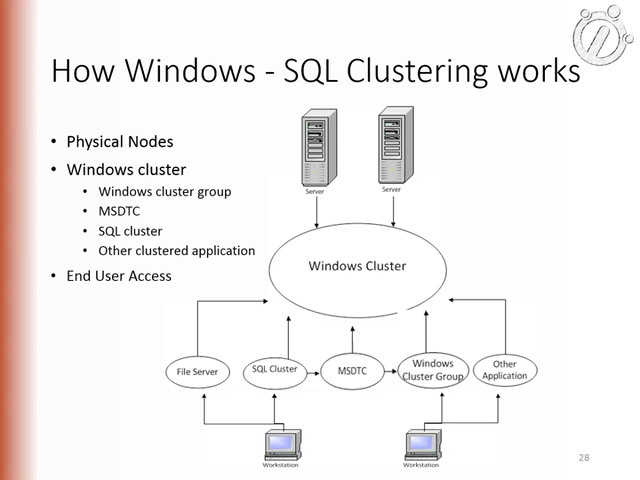 How Windows - SQL Clustering works
• Physical Nodes
• Windows cluster
• Windows cluster group
• MSDTC
• SQL cluster
• Other clustered application
• End User Access
Server
Server
Windows Cluster
File Server
SQL Cluster
MSDTC
Windows
Cluster Group
Other
Application
Workstation
Workstation
28